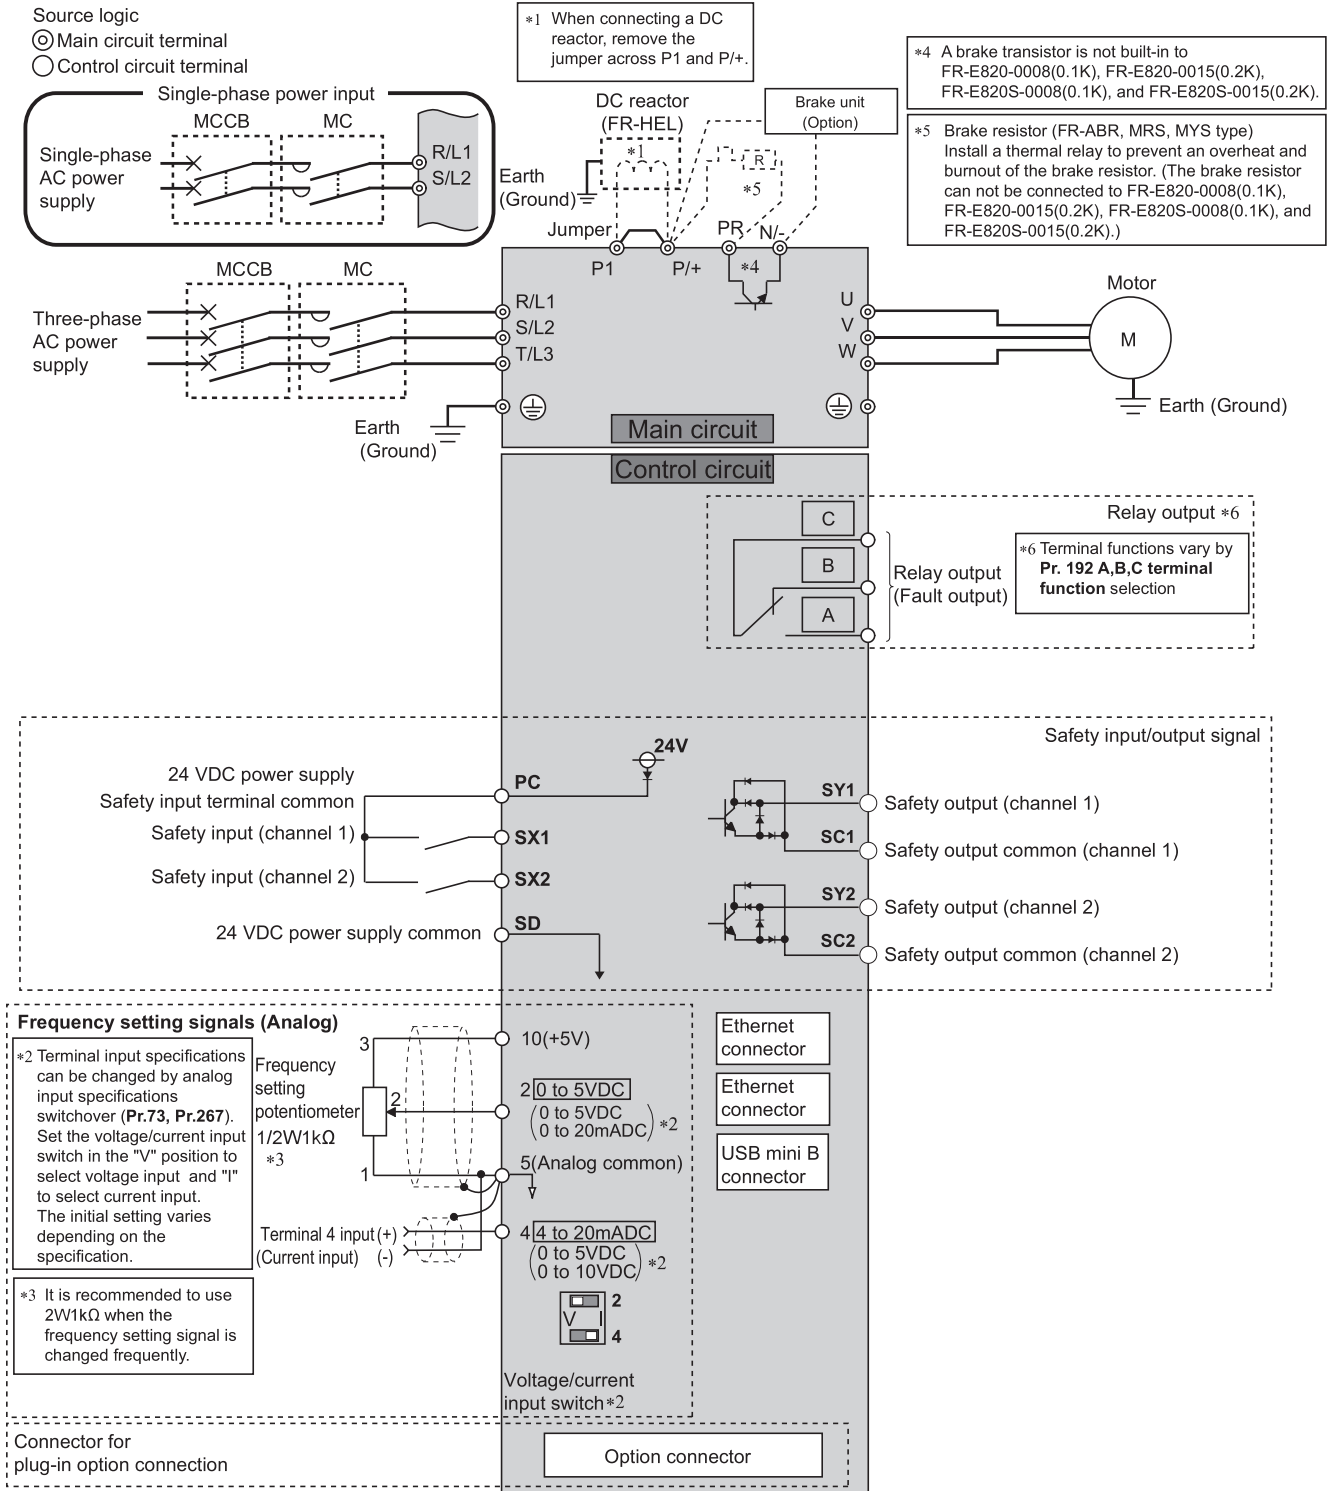 Source logic
Main circuit terminal
Control circuit terminal
Single-phase power input
MCCB
MC
Single-phase
AC power
supply
R/L1
S/L2
*1 When connecting a DC
reactor, remove the
jumper across P1 and P/+.
DC reactor
(FR-HEL)
*1
Earth
(Ground)
Brake unit
(Option)
R
*5
*4 A brake transistor is not built-in to
FR-E820-0008(0.1K), FR-E820-0015(0.2K),
FR-E820S-0008(0.1K), and FR-E820S-0015(0.2K).
*5 Brake resistor (FR-ABR, MRS, MYS type)
Install a thermal relay to prevent an overheat and
burnout of the brake resistor. (The brake resistor
can not be connected to FR-E820-0008(0.1K),
FR-E820-0015(0.2K), FR-E820S-0008(0.1K), and
FR-E820S-0015(0.2K).)
Jumper
PR
N/-
P1
P/+
*4
MCCB
MC
Three-phase
AC power
supply
R/L1
S/L2
T/L3
U
V
W
Motor
M
Earth (Ground)
Earth
(Ground)
Main circuit
Control circuit
C
B
A
Relay output *6
Relay output
(Fault output)
*6 Terminal functions vary by
Pr. 192 A,B,C terminal
function selection
Safety input/output signal
24V
24 VDC power supply
Safety input terminal common
PC
Safety input (channel 1)
SX1
Safety input (channel 2)
SX2
24 VDC power supply common
SD
SY1
Safety output (channel 1)
SC1
Safety output common (channel 1)
SY2
Safety output (channel 2)
SC2
Safety output common (channel 2)
Frequency setting signals (Analog)
*2 Terminal input specifications
can be changed by analog
input specifications
switchover (Pr.73, Pr.267).
Set the voltage/current input
switch in the "V" position to
select voltage input and "I"
to select current input.
The initial setting varies
depending on the
specification.
Frequency
setting
potentiometer
1/2W1kΩ
*3
3
2
1
10(+5V)
2 0 to 5VDC
(0 to 5VDC
0 to 20mADC) *2
5(Analog common)
Terminal 4 input (+)
(Current input) (-)
4 4 to 20mADC
(0 to 5VDC
0 to 10VDC) *2
*3 It is recommended to use
2W1kΩ when the
frequency setting signal is
changed frequently.
2
V I
4
Voltage/current
input switch*2
Ethernet
connector
Ethernet
connector
USB mini B
connector
Connector for
plug-in option connection
Option connector